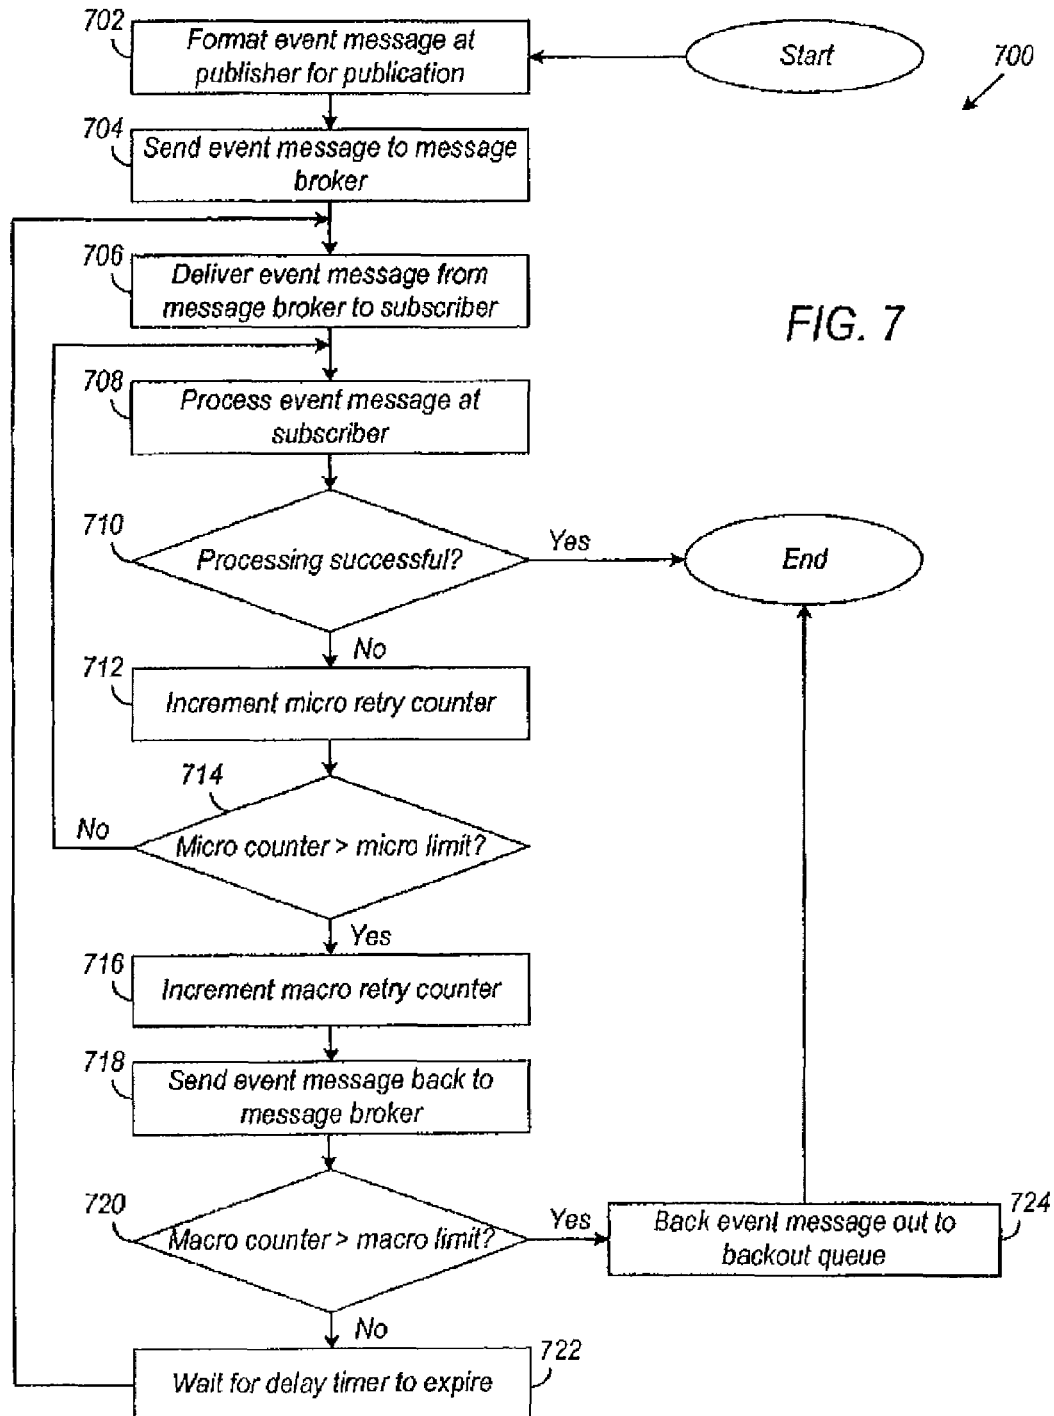 702
Format event message at
publisher for publication
Start
700
704
Send event message to message
broker
706
Deliver event message from
message broker to subscriber
FIG. 7
708
Process event message at
subscriber
710
Processing successful?
Yes
End
No
712
Increment micro retry counter
714
No
Micro counter > micro limit?
Yes
716
Increment macro retry counter
718
Send event message back to
message broker
720
Macro counter > macro limit?
Yes
Back event message out to
backout queue
724
No
722
Wait for delay timer to expire